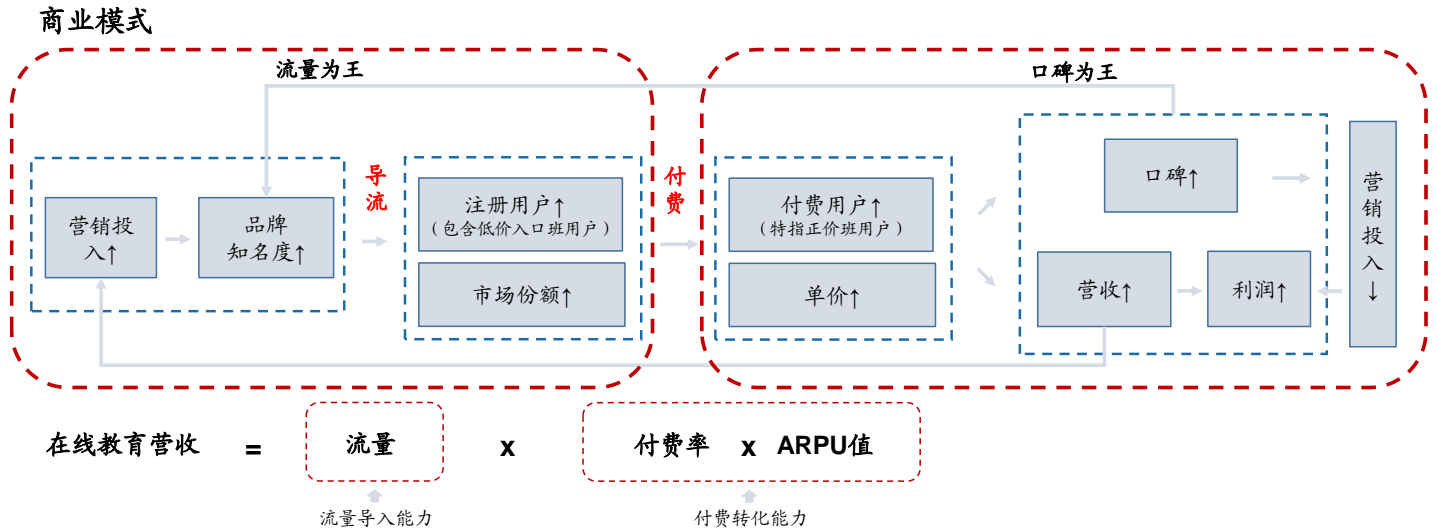 商业模式
流量为王
口碑为王
营销投
入↑
品牌
知名度↑
导
流
注册用户↑
（包含低价入口班用户）
市场份额↑
付
费
付费用户↑
（特指正价班用户）
单价↑
口碑↑
营收↑
利润↑
营
销
投
入
↓
在线教育营收 = 流量 x 付费率 x ARPU值
流量导入能力
付费转化能力